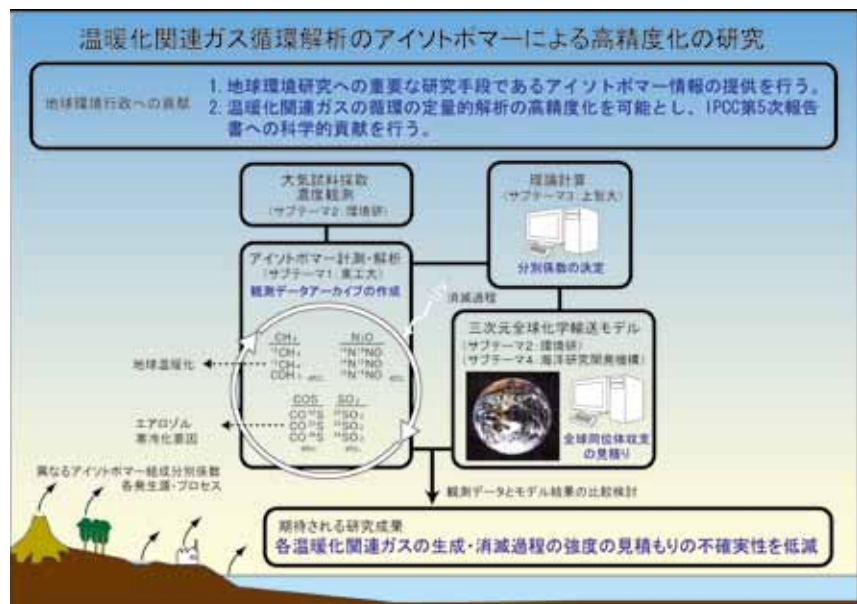 温暖化関連ガス循環解析のアイソトポマーによる高精度化の研究
地球環境行政への貢献
1. 地球環境研究への重要な研究手段であるアイソトポマー情報の提供を行う。
2. 温暖化関連ガスの循環の定量的解析の高精度化を可能とし、IPCC第5次報告
書への科学的貢献を行う。
大気試料採取
濃度観測
(サブテーマ2:環境研)
理論計算
(サブテーマ3:上智大)
分別係数の決定
アイソトポマー計測・解析
(サブテーマ1:東工大)
観測データアーカイブの作成
消滅過程
三次元全球化学輸送モデル
(サブテーマ2:環境研)
(サブテーマ4:海洋研究開発機構)
全球同位体収支
の見積り
CH₄
N₂O
地球温暖化
COS
SO₂
エアロゾル
寒冷化要因
異なるアイソトポマー組成分別係数
各発生源・プロセス
観測データとモデル結果の比較検討
期待される研究成果
各温暖化関連ガスの生成・消滅過程の強度の見積もりの不確実性を低減